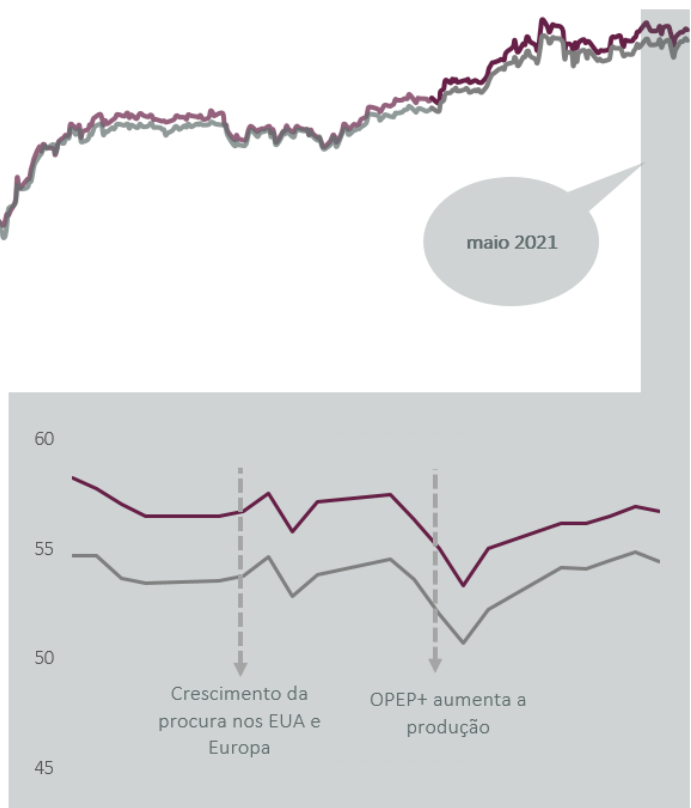 maio 2021
60
55
50
Crescimento da
procura nos EUA e
Europa
OPEP+ aumenta a
produção
45